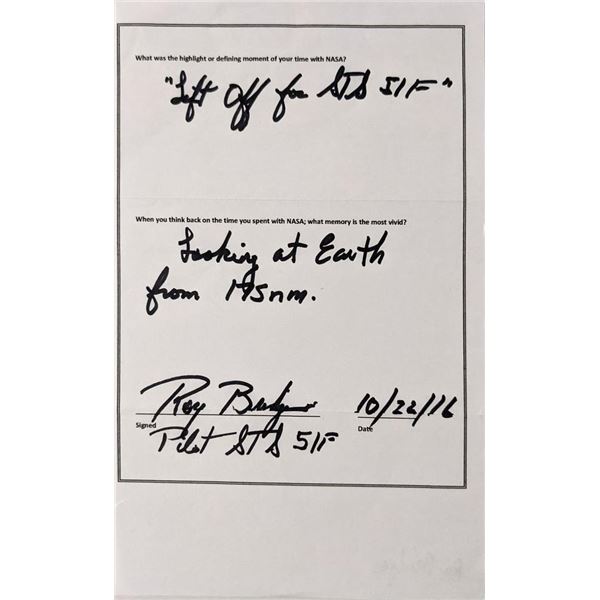 What was the highlight or defining moment of your time with NASA?
"Lift Off for STS 51F"
When you think back on the time you spent with NASA; what memory is the most vivid?
Looking at Earth
from 175nm.
Roy Bridges 10/22/16
Signed Date
Pilot STS 51F